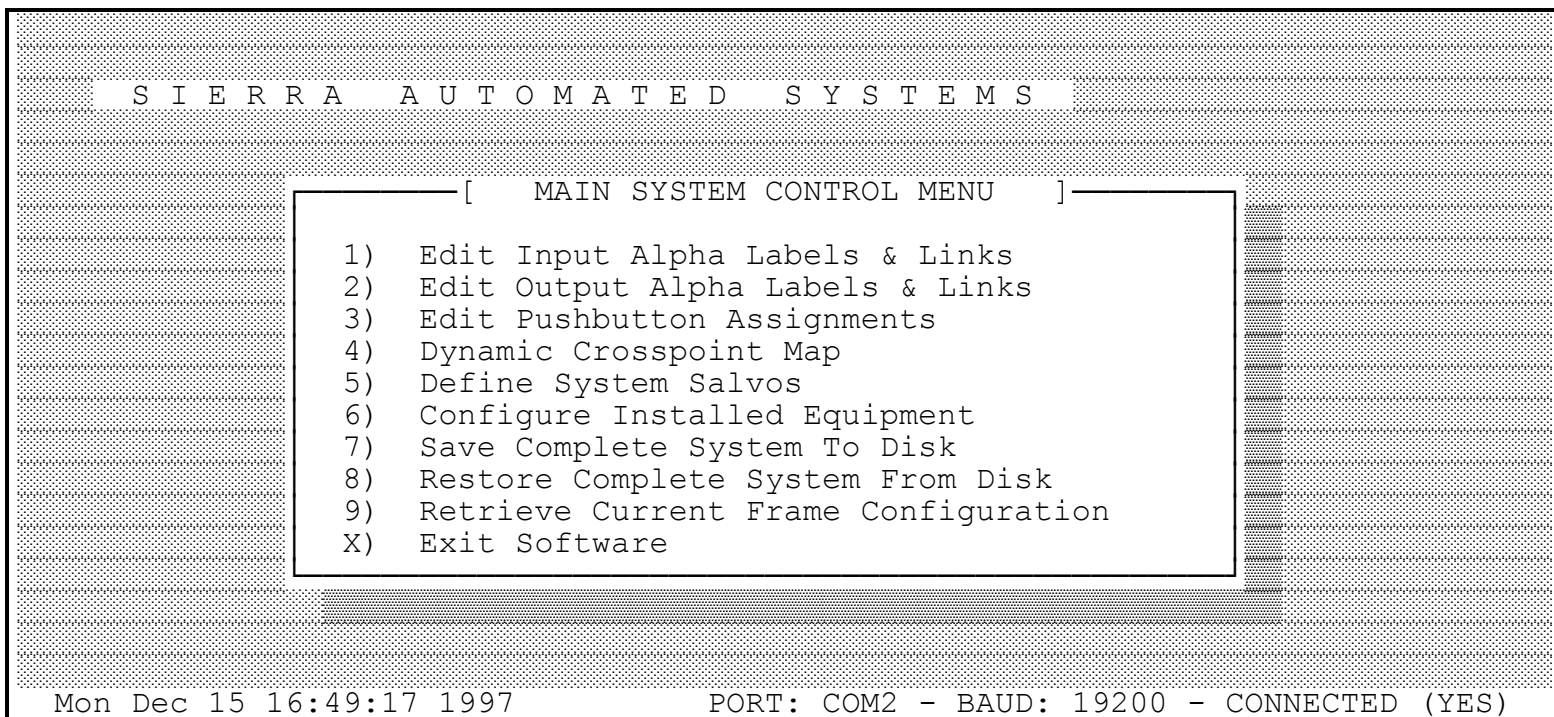 SIERRA AUTOMATED SYSTEMS
[ MAIN SYSTEM CONTROL MENU ]
1) Edit Input Alpha Labels & Links
2) Edit Output Alpha Labels & Links
3) Edit Pushbutton Assignments
4) Dynamic Crosspoint Map
5) Define System Salvos
6) Configure Installed Equipment
7) Save Complete System To Disk
8) Restore Complete System From Disk
9) Retrieve Current Frame Configuration
X) Exit Software
Mon Dec 15 16:49:17 1997 PORT: COM2 - BAUD: 19200 - CONNECTED (YES)